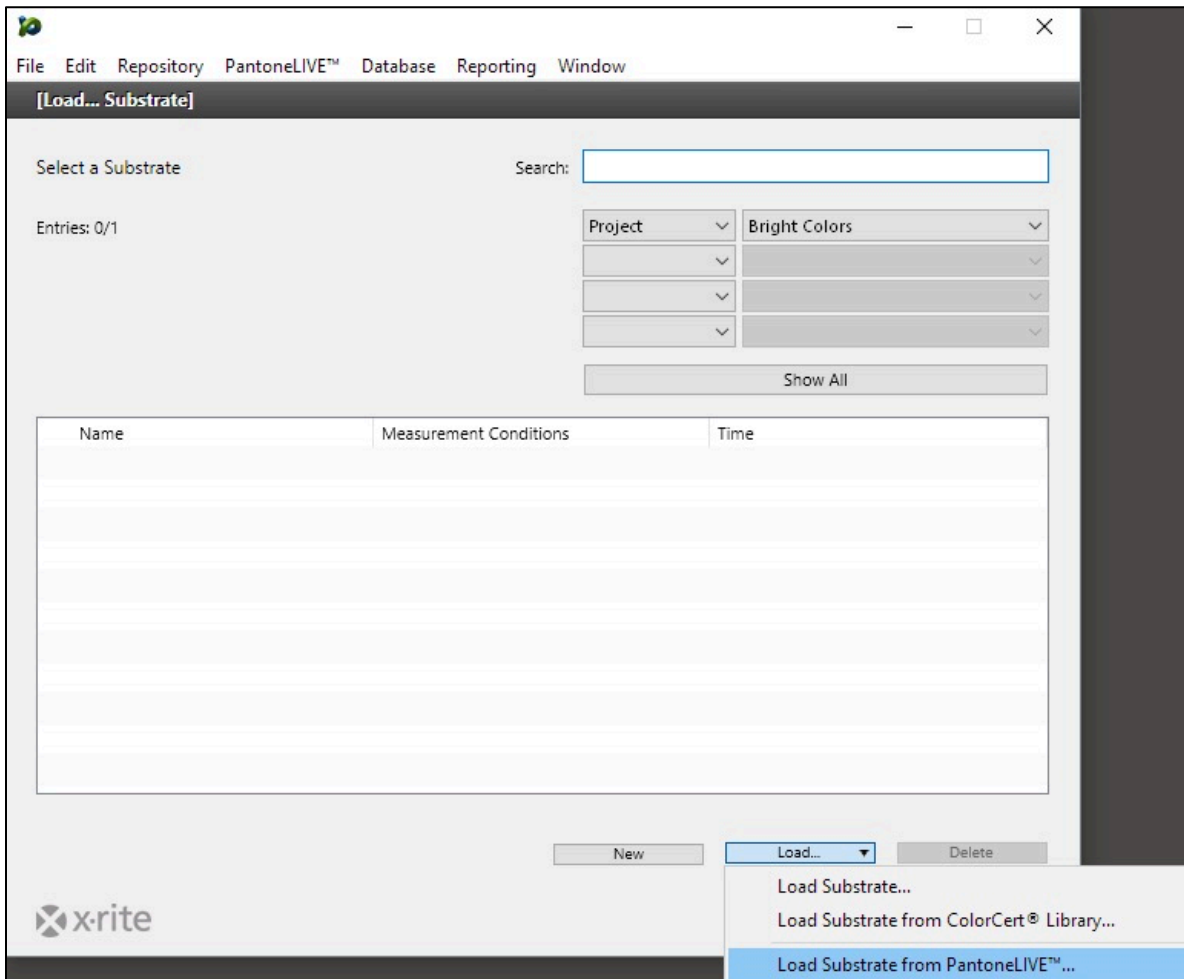 File Edit Repository PantoneLIVE™ Database Reporting Window
[Load... Substrate]
Select a Substrate
Search:
Entries: 0/1
Project
Bright Colors
Show All
Name Measurement Conditions Time
New Load... Delete
Load Substrate...
Load Substrate from ColorCert® Library...
Load Substrate from PantoneLIVE™...
x·rite